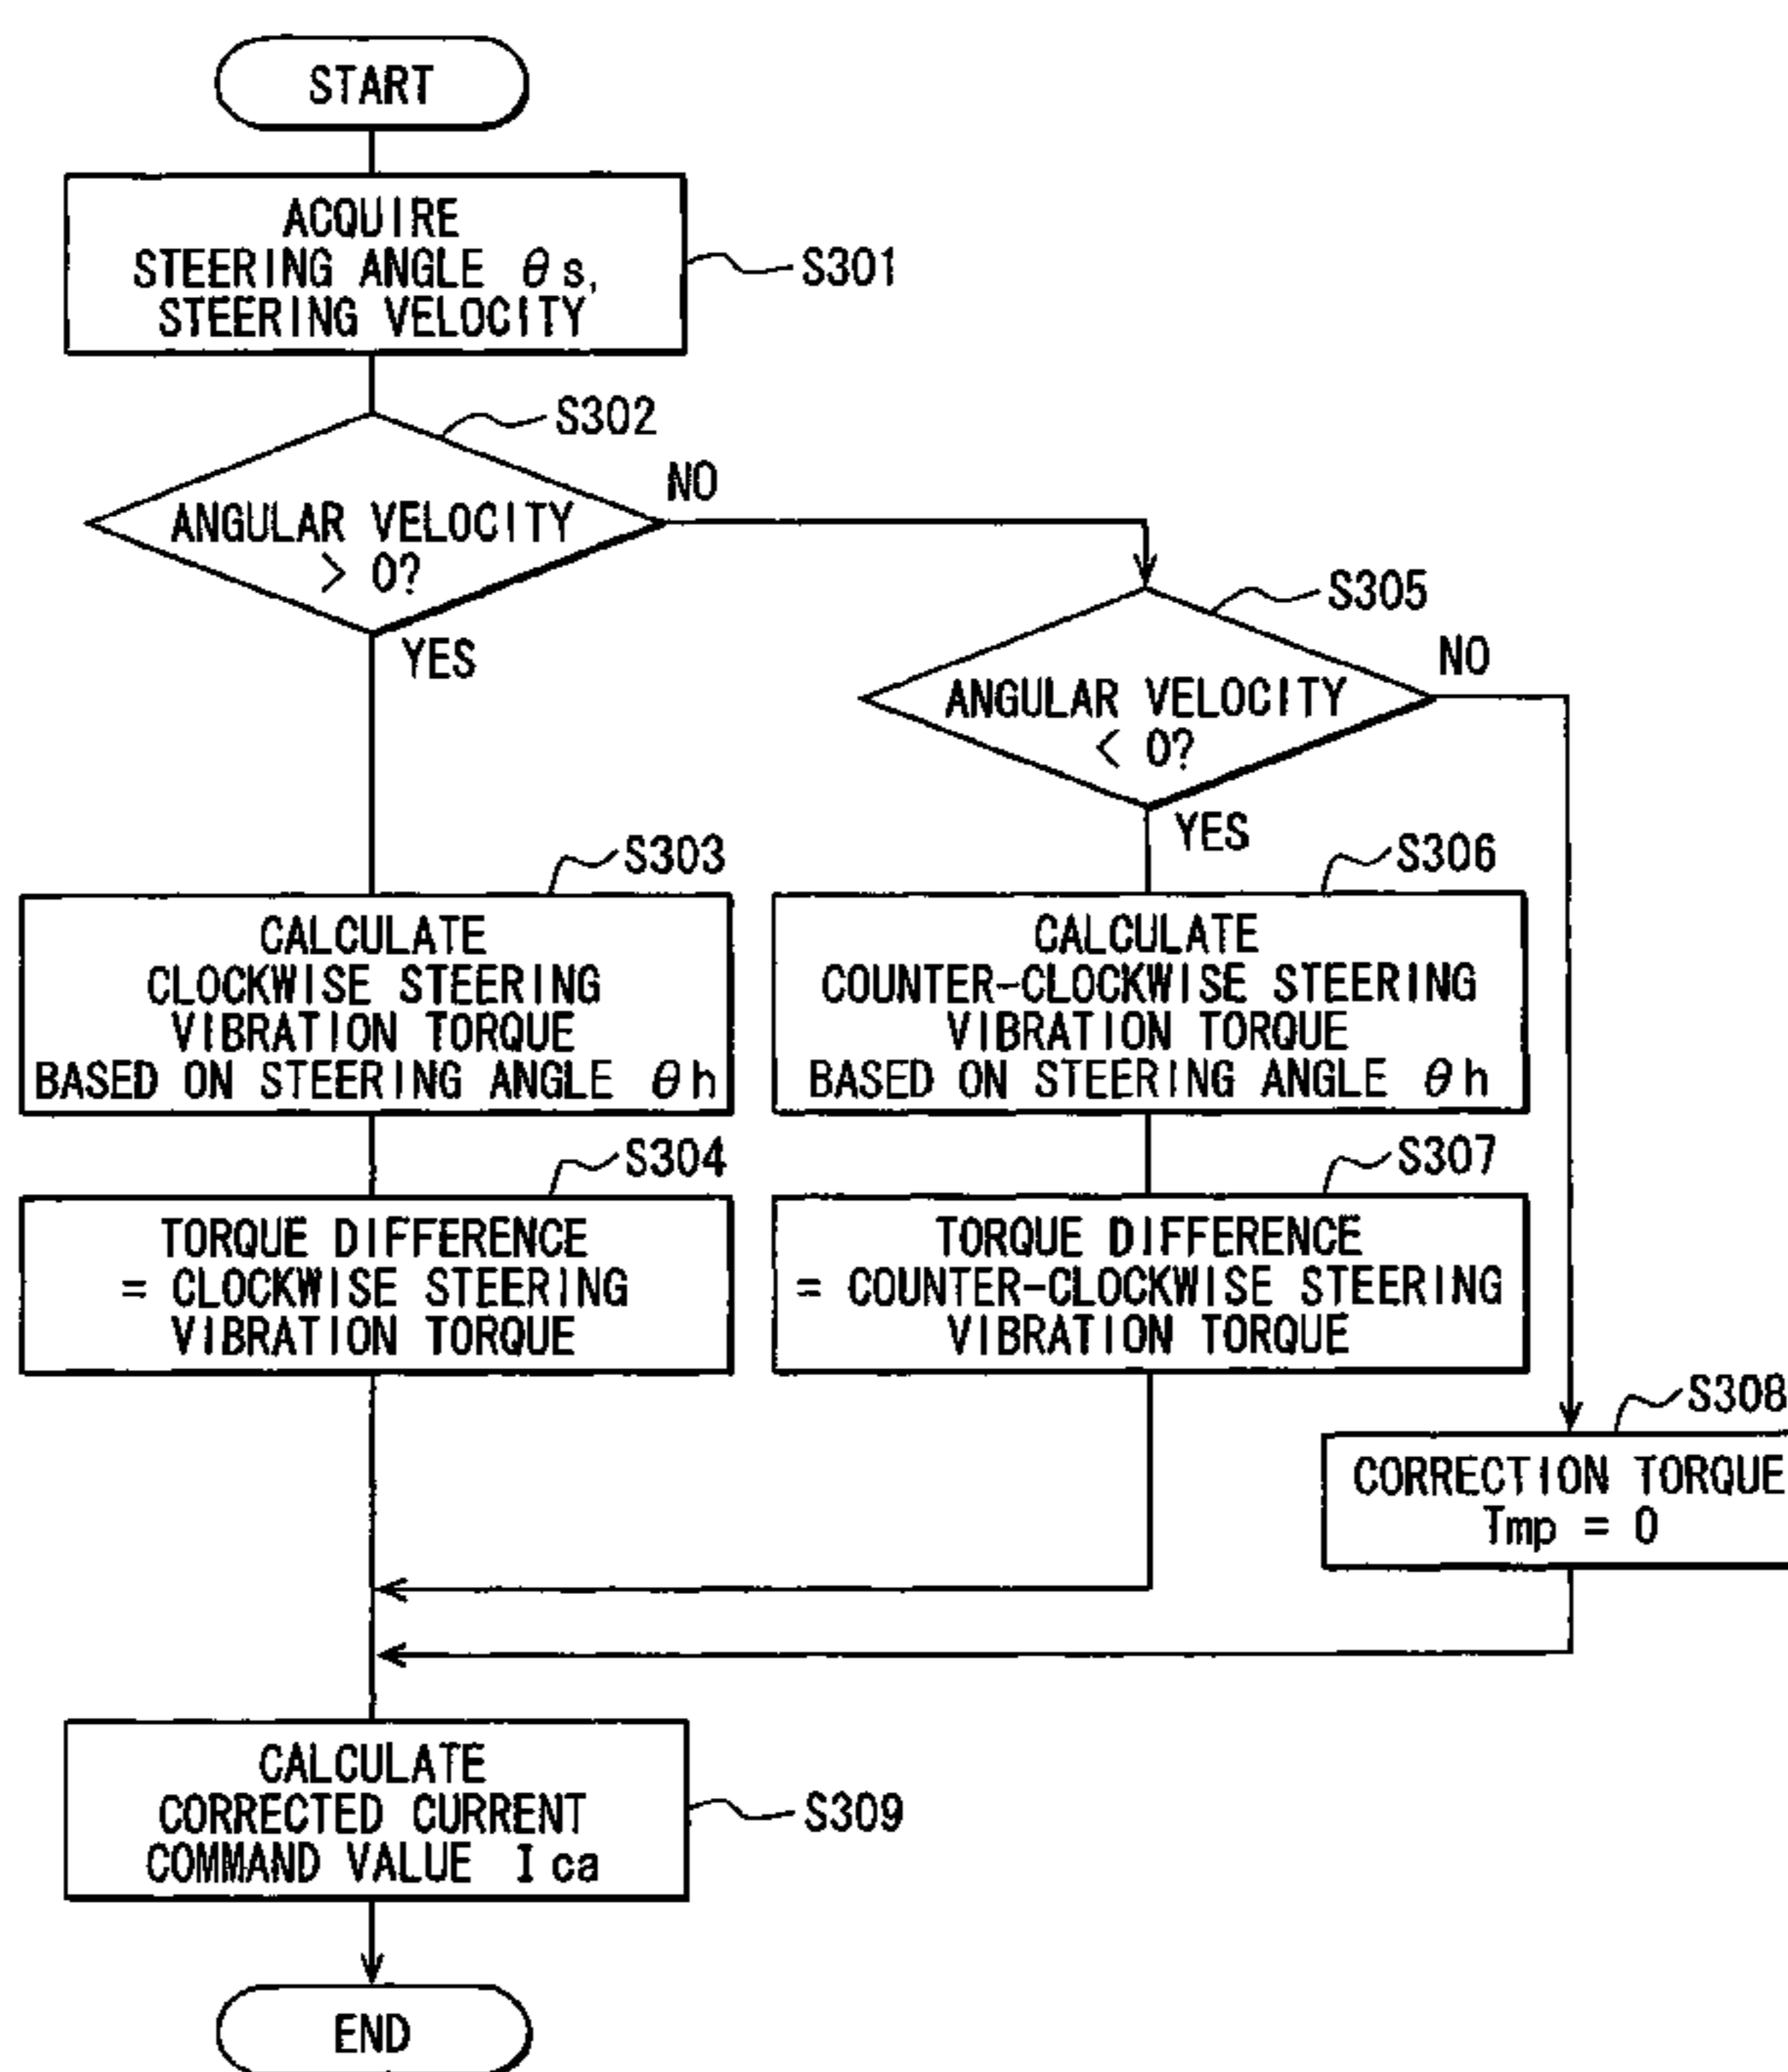 START
ACQUIRE
STEERING ANGLE θs,
STEERING VELOCITY
S301
S302
ANGULAR VELOCITY
> 0?
NO
YES
S305
ANGULAR VELOCITY
< 0?
NO
YES
S303
CALCULATE
CLOCKWISE STEERING
VIBRATION TORQUE
BASED ON STEERING ANGLE θh
S306
CALCULATE
COUNTER-CLOCKWISE STEERING
VIBRATION TORQUE
BASED ON STEERING ANGLE θh
S304
TORQUE DIFFERENCE
= CLOCKWISE STEERING
VIBRATION TORQUE
S307
TORQUE DIFFERENCE
= COUNTER-CLOCKWISE STEERING
VIBRATION TORQUE
S308
CORRECTION TORQUE
Tmp = 0
CALCULATE
CORRECTED CURRENT
COMMAND VALUE Ica
S309
END